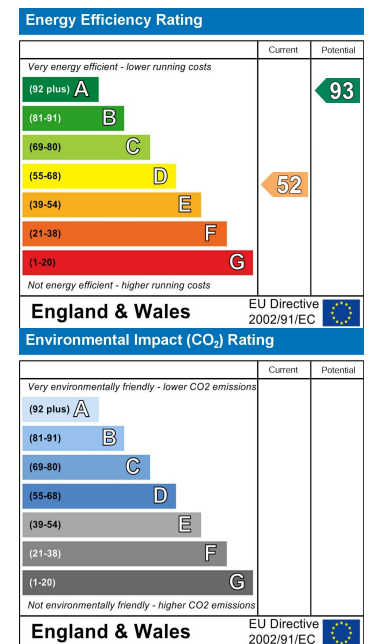 Energy Efficiency Rating
Current Potential
Very energy efficient - lower running costs
(92 plus) A 93
(81-91) B
(69-80) C
(55-68) D
52
(39-54) E
(21-38) F
(1-20) G
Not energy efficient - higher running costs
England & Wales EU Directive 2002/91/EC
Environmental Impact (CO₂) Rating
Current Potential
Very environmentally friendly - lower CO2 emissions
(92 plus) A
(81-91) B
(69-80) C
(55-68) D
(39-54) E
(21-38) F
(1-20) G
Not environmentally friendly - higher CO2 emissions
England & Wales EU Directive 2002/91/EC